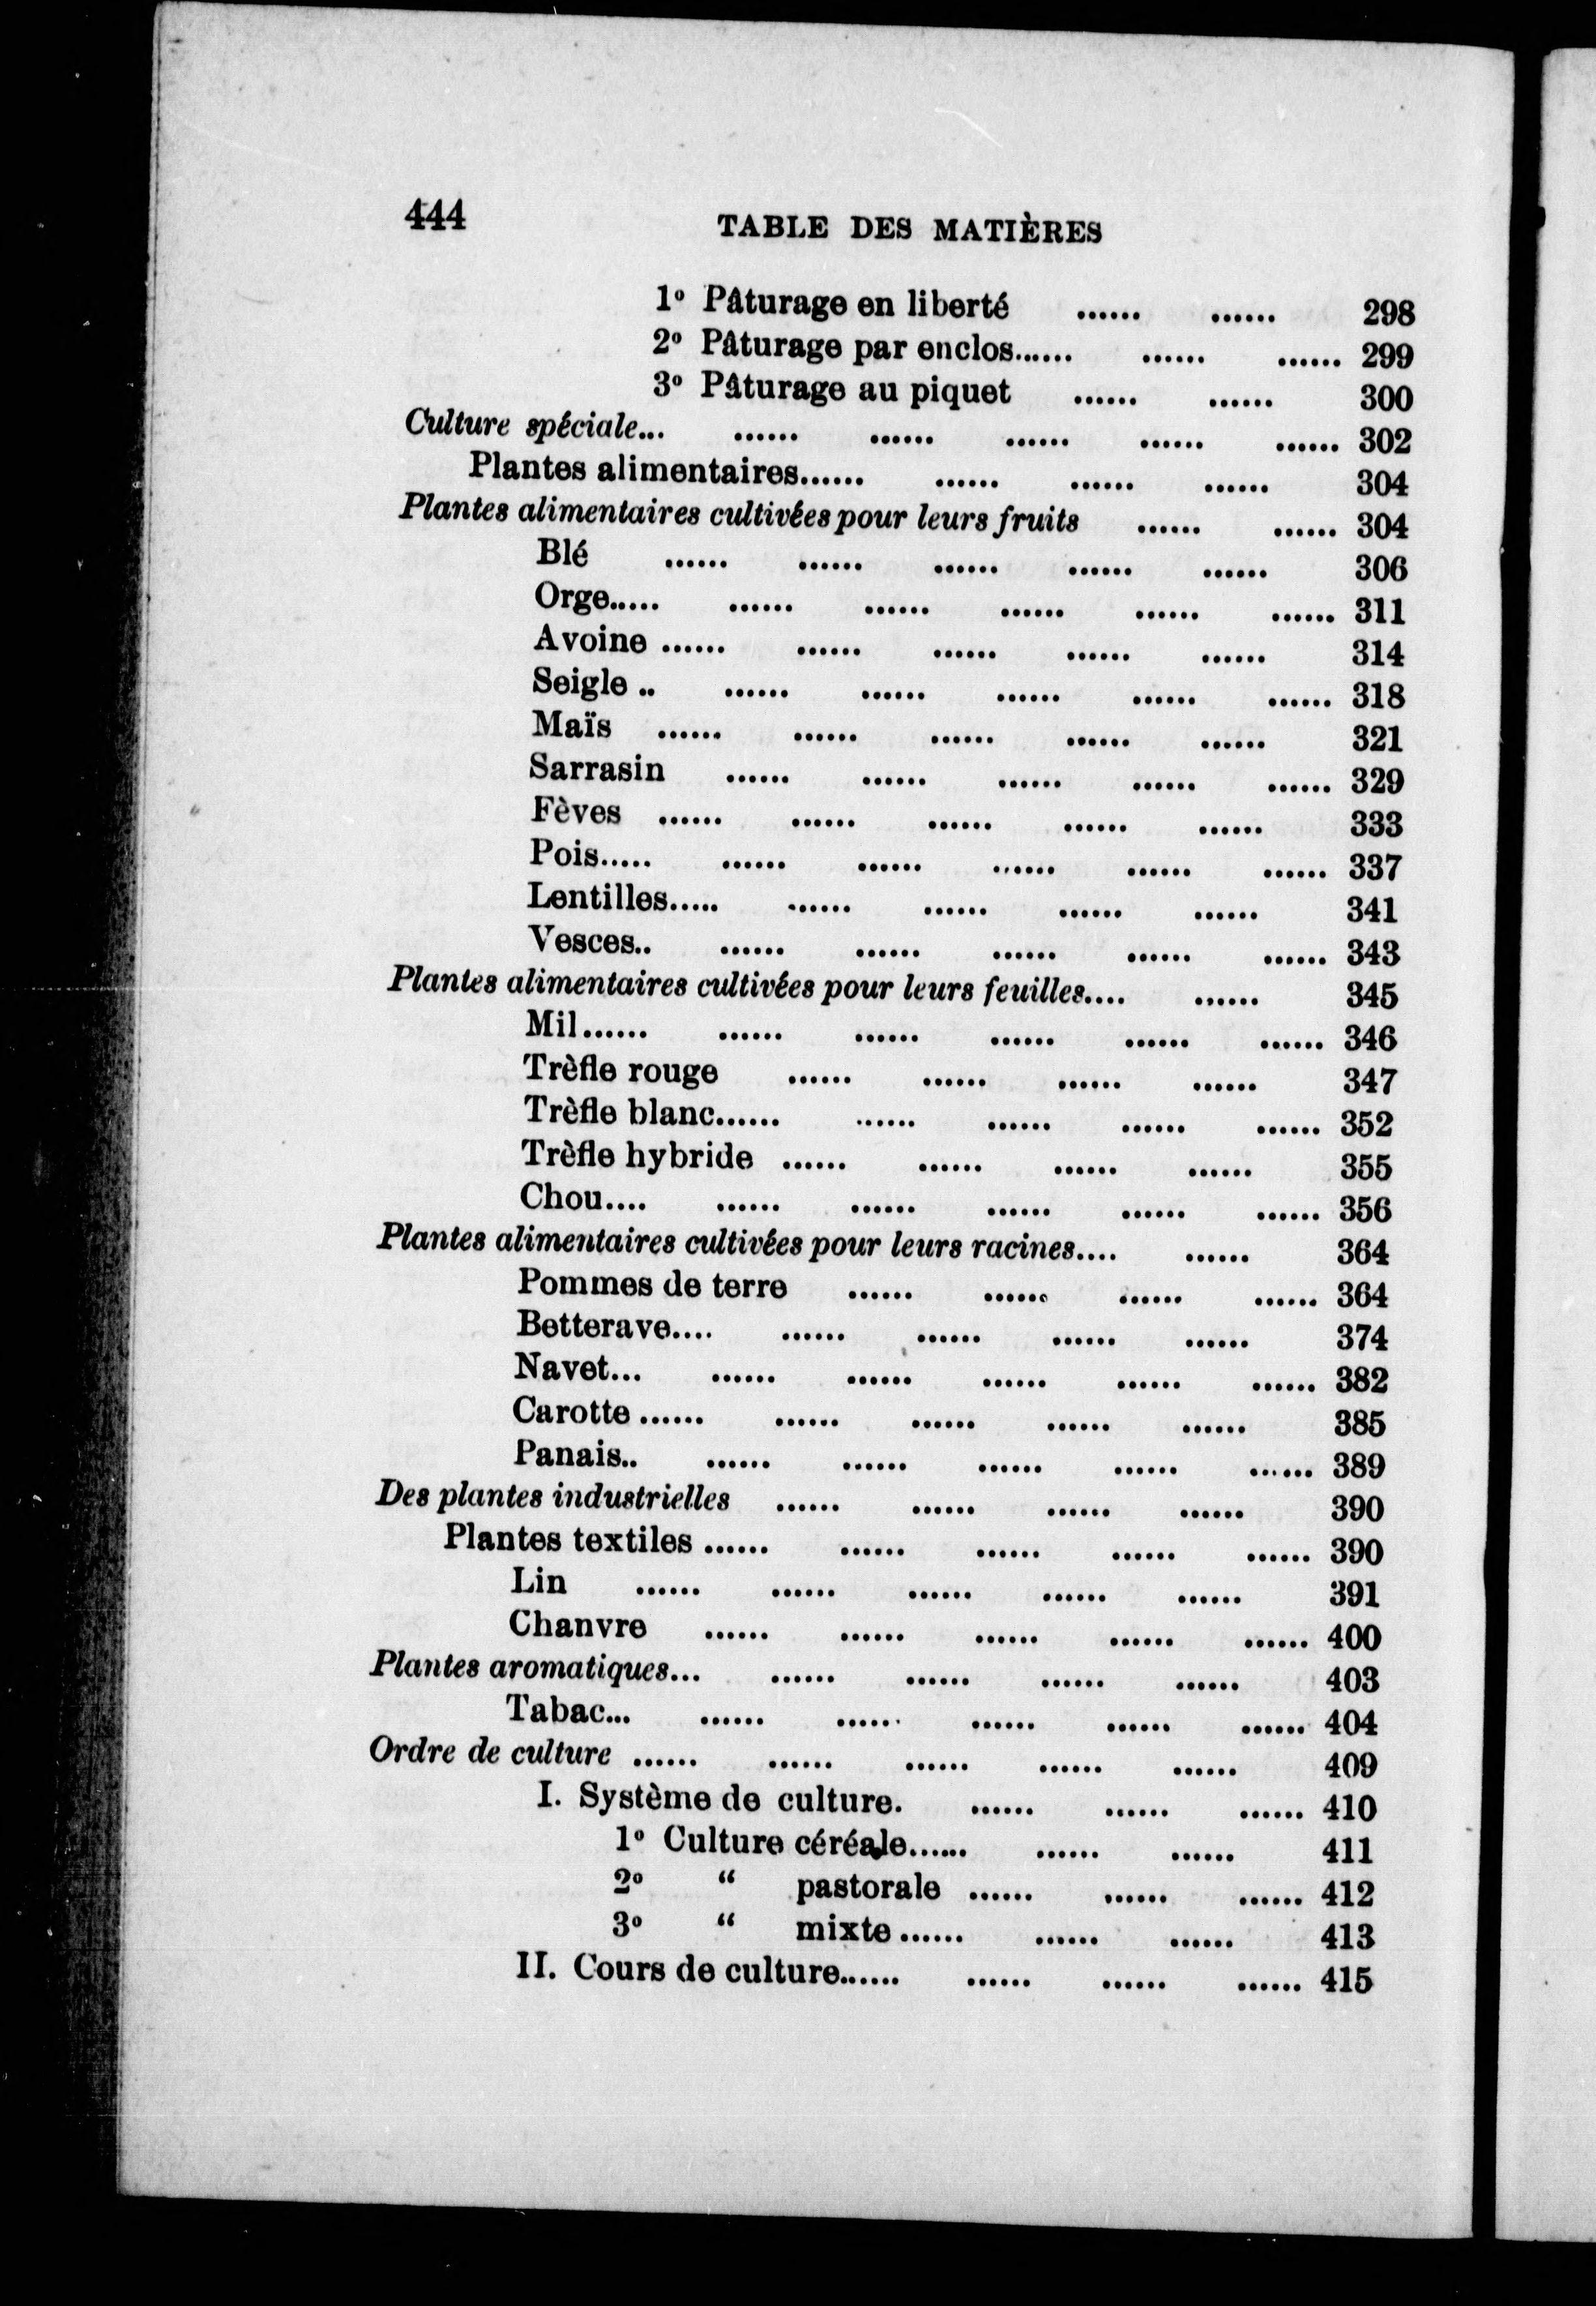 444 TABLE DES MATIÈRES
1º Pâturage en liberté ...... ...... 298
2º Pâturage par enclos...... ...... ...... 299
3º Pâturage au piquet ...... ...... 300
Culture spéciale... ...... ...... ...... ...... ...... 302
Plantes alimentaires...... ...... ...... ...... 304
Plantes alimentaires cultivées pour leurs fruits ...... ...... 304
Blé ...... ...... ...... ...... ...... 306
Orge..... ...... ...... ...... ...... ...... 311
Avoine ...... ...... ...... ...... ...... 314
Seigle .. ...... ...... ...... ...... ...... 318
Maïs ...... ...... ...... ...... ...... 321
Sarrasin ...... ...... ...... ...... ...... 329
Fèves ...... ...... ...... ...... ...... 333
Pois..... ...... ...... ...... ...... ...... 337
Lentilles..... ...... ...... ...... ...... 341
Vesces.. ...... ...... ...... ...... ...... 343
Plantes alimentaires cultivées pour leurs feuilles.... ...... 345
Mil...... ...... ...... ...... ...... ...... 346
Trèfle rouge ...... ...... ...... ...... 347
Trèfle blanc...... ...... ...... ...... ...... 352
Trèfle hybride ...... ...... ...... ...... 355
Chou.... ...... ...... ...... ...... ...... 356
Plantes alimentaires cultivées pour leurs racines.... ...... 364
Pommes de terre ...... ...... ...... ...... 364
Betterave.... ...... ...... ...... ...... 374
Navet... ...... ...... ...... ...... ...... 382
Carotte ...... ...... ...... ...... ...... 385
Panais.. ...... ...... ...... ...... ...... 389
Des plantes industrielles ...... ...... ...... ...... 390
Plantes textiles ...... ...... ...... ...... ...... 390
Lin ...... ...... ...... ...... ...... 391
Chanvre ...... ...... ...... ...... ...... 400
Plantes aromatiques... ...... ...... ...... ...... 403
Tabac... ...... ...... ...... ...... ...... 404
Ordre de culture ...... ...... ...... ...... ...... 409
I. Système de culture. ...... ...... ...... 410
1º Culture céréale...... ...... ...... 411
2º “ pastorale ...... ...... ...... 412
3º “ mixte ...... ...... ...... 413
II. Cours de culture...... ...... ...... ...... 415